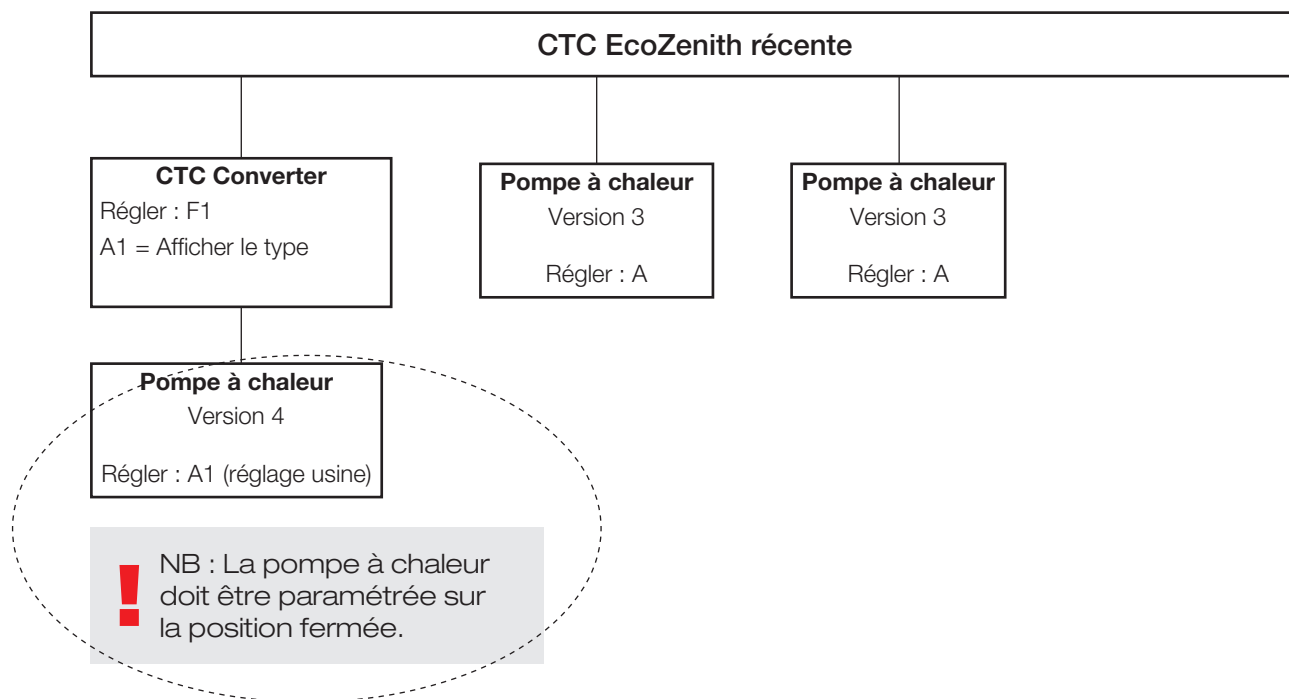 CTC EcoZenith récente
CTC Converter
Régler : F1
A1 = Afficher le type
Pompe à chaleur
Version 3
Régler : A
Pompe à chaleur
Version 3
Régler : A
Pompe à chaleur
Version 4
Régler : A1 (réglage usine)
! NB : La pompe à chaleur
doit être paramétrée sur
la position fermée.